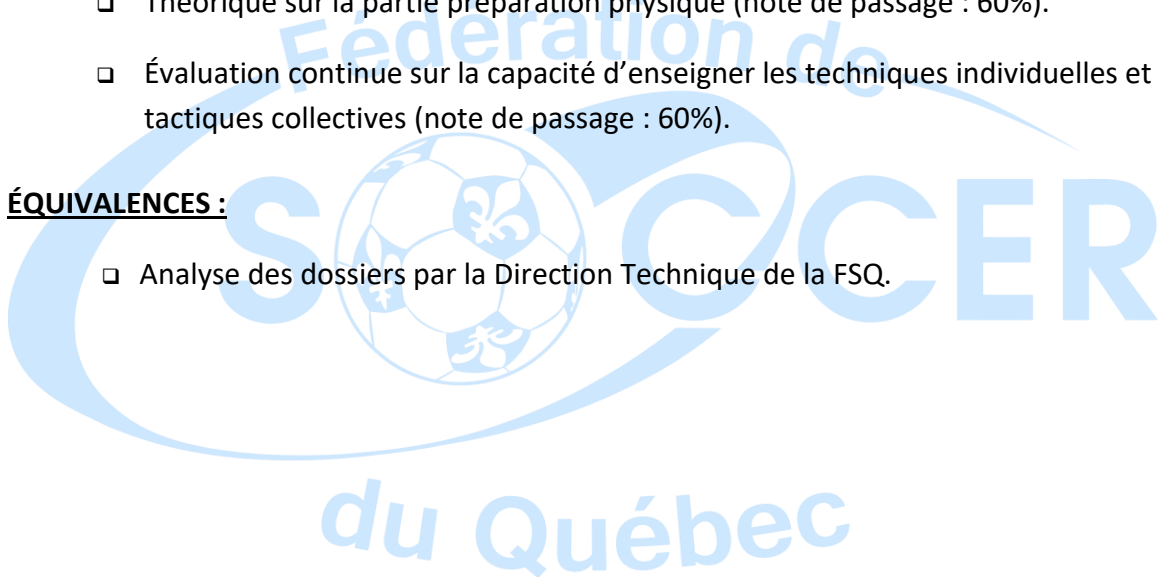 ❑ Théorique sur la partie préparation physique (note de passage : 60%).
Fédération de
❑ Évaluation continue sur la capacité d’enseigner les techniques individuelles et
tactiques collectives (note de passage : 60%).
ÉQUIVALENCES :
SOCCER
❑ Analyse des dossiers par la Direction Technique de la FSQ.
du Québec